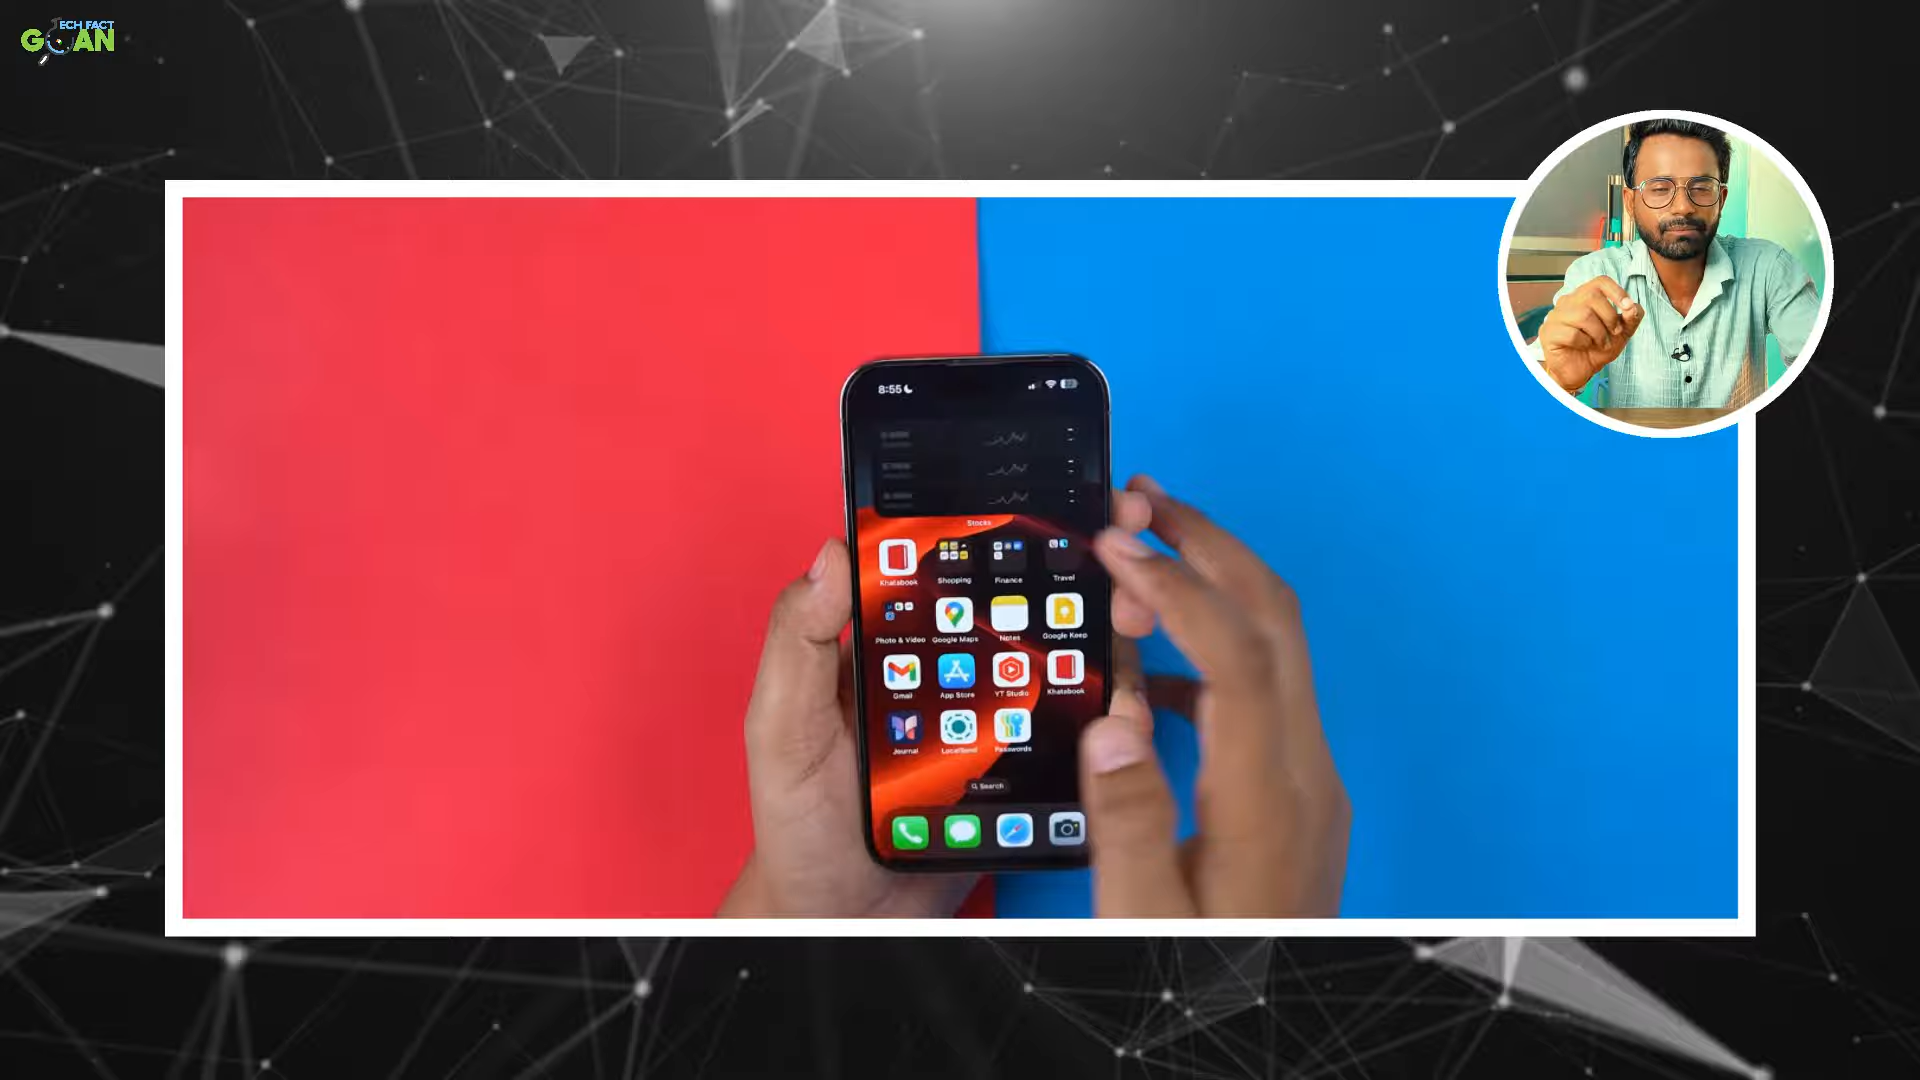 TECH FACT
GYAN
8:55
Stocks
Khatabook
Shopping
Finance
Travel
Photo & Video
Google Maps
Notes
Google Keep
Gmail
App Store
YT Studio
Khatabook
Journal
LocalSend
Passwords
Search